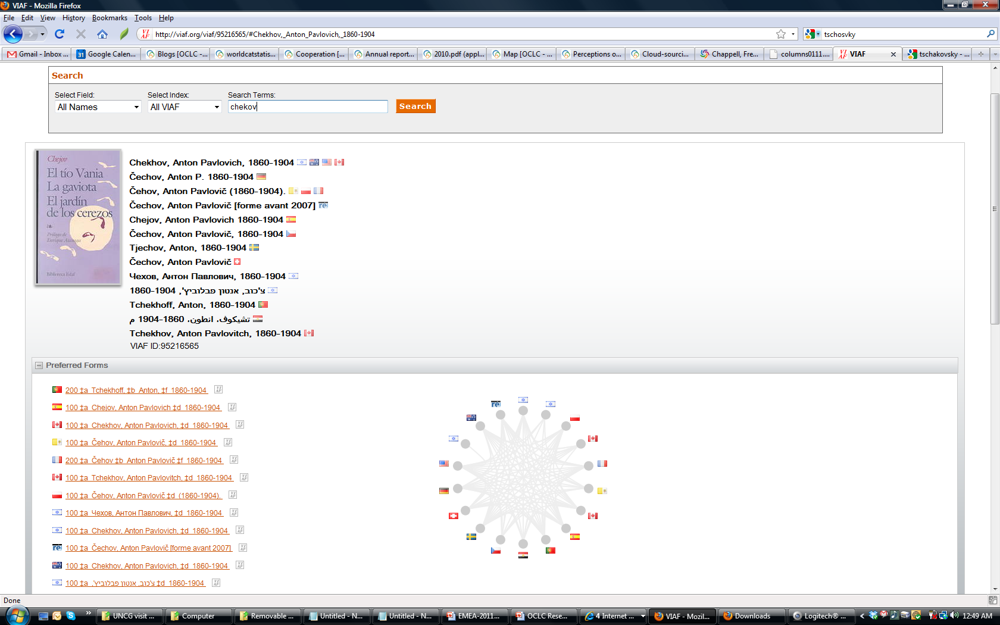 VIAF - Mozilla Firefox
File Edit View History Bookmarks Tools Help
http://viaf.org/viaf/95216565/#Chekhov,_Anton_Pavlovich,_1860-1904
tschosvky
Gmail - Inbox ...
Google Calen...
Blogs [OCLC -...
worldcatstatis...
Cooperation [...
Annual report...
2010.pdf (appl...
Map [OCLC - ...
Perceptions o...
Cloud-sourci...
Chappell, Fre...
columns0111....
VIAF
tschakovsky - ...
Search
Select Field: Select Index: Search Terms:
All Names All VIAF chekov Search
Chejov
El tío Vania
La gaviota
El jardín
de los cerezos
Prólogo de
Biblioteca Edaf
Chekhov, Anton Pavlovich, 1860-1904
Čechov, Anton P. 1860-1904
Čehov, Anton Pavlovič (1860-1904).
Čechov, Anton Pavlovič [forme avant 2007]
Chejov, Anton Pavlovich 1860-1904
Čechov, Anton Pavlovič, 1860-1904
Tjechov, Anton, 1860-1904
Čechov, Anton Pavlovič
Чехов, Антон Павлович, 1860-1904
צ'כוב, אנטון פבלוביץ', 1860-1904
Tchekhoff, Anton, 1860-1904
تشيكوف، انطون، 1860-1904 م
Tchekhov, Anton Pavlovitch, 1860-1904
VIAF ID:95216565
Preferred Forms
200 ‡a Tchekhoff, ‡b Anton, ‡f 1860-1904
100 ‡a Chejov, Anton Pavlovich ‡d 1860-1904
100 ‡a Chekhov, Anton Pavlovich, ‡d 1860-1904
100 ‡a Čehov, Anton Pavlovič, ‡d 1860-1904
200 ‡a Čehov ‡b Anton Pavlovič ‡f 1860-1904
100 ‡a Tchekhov, Anton Pavlovitch, ‡d 1860-1904
100 ‡a Čehov, Anton Pavlovič ‡d (1860-1904).
100 ‡a Чехов, Антон Павлович, ‡d 1860-1904
100 ‡a Chekhov, Anton Pavlovich, ‡d 1860-1904
100 ‡a Čechov, Anton Pavlovič [forme avant 2007]
100 ‡a Chekhov, Anton Pavlovich, ‡d 1860-1904
100 ‡a צ'כוב, אנטון פבלוביץ', ‡d 1860-1904
Done
UNCG visit ...
Computer
Removable ...
Untitled - N...
Untitled - N...
EMEA-2011...
OCLC Rese...
4 Internet ...
VIAF - Mozil...
Downloads
Logitech® ...
12:49 AM